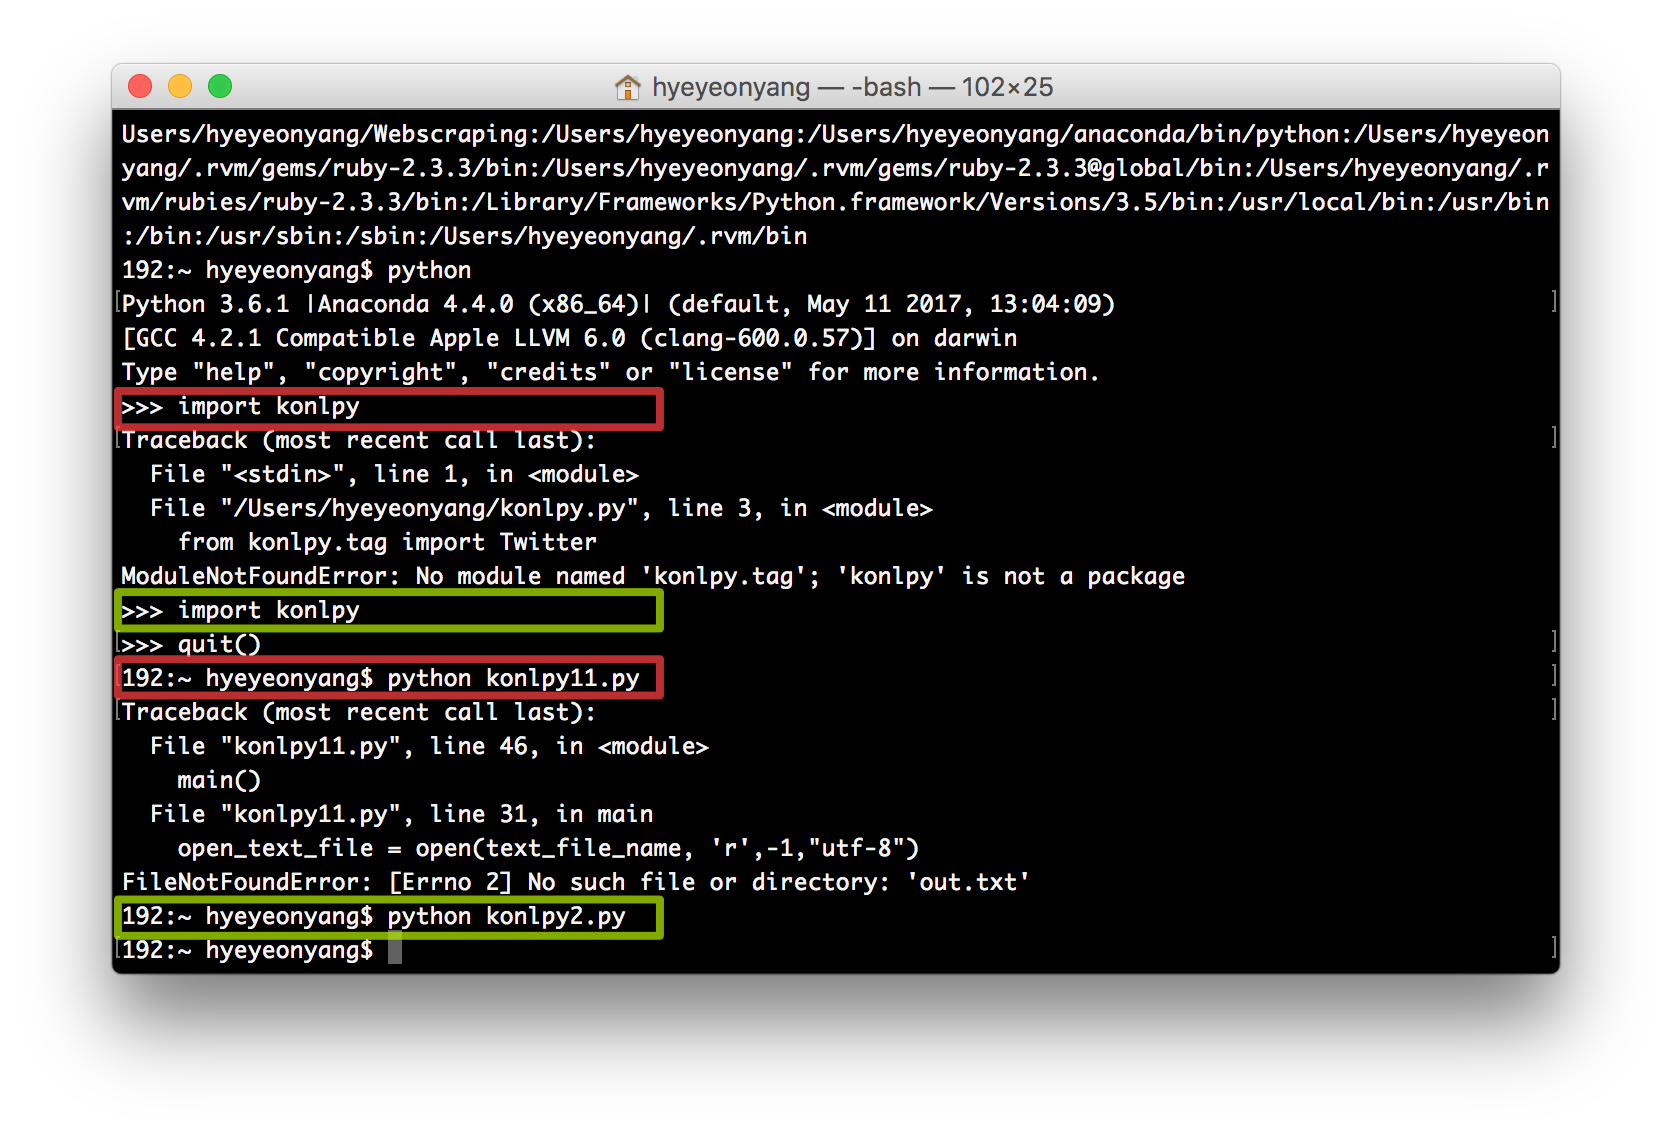 hyeyeonyang — -bash — 102×25
Users/hyeyeonyang/Webscraping:/Users/hyeyeonyang:/Users/hyeyeonyang/anaconda/bin/python:/Users/hyeyeon
yang/.rvm/gems/ruby-2.3.3/bin:/Users/hyeyeonyang/.rvm/gems/ruby-2.3.3@global/bin:/Users/hyeyeonyang/.r
vm/rubies/ruby-2.3.3/bin:/Library/Frameworks/Python.framework/Versions/3.5/bin:/usr/local/bin:/usr/bin
:/bin:/usr/sbin:/sbin:/Users/hyeyeonyang/.rvm/bin
192:~ hyeyeonyang$ python
Python 3.6.1 |Anaconda 4.4.0 (x86_64)| (default, May 11 2017, 13:04:09)
[GCC 4.2.1 Compatible Apple LLVM 6.0 (clang-600.0.57)] on darwin
Type "help", "copyright", "credits" or "license" for more information.
>>> import konlpy
Traceback (most recent call last):
  File "<stdin>", line 1, in <module>
  File "/Users/hyeyeonyang/konlpy.py", line 3, in <module>
    from konlpy.tag import Twitter
ModuleNotFoundError: No module named 'konlpy.tag'; 'konlpy' is not a package
>>> import konlpy
>>> quit()
192:~ hyeyeonyang$ python konlpy11.py
Traceback (most recent call last):
  File "konlpy11.py", line 46, in <module>
    main()
  File "konlpy11.py", line 31, in main
    open_text_file = open(text_file_name, 'r',-1,"utf-8")
FileNotFoundError: [Errno 2] No such file or directory: 'out.txt'
192:~ hyeyeonyang$ python konlpy2.py
192:~ hyeyeonyang$